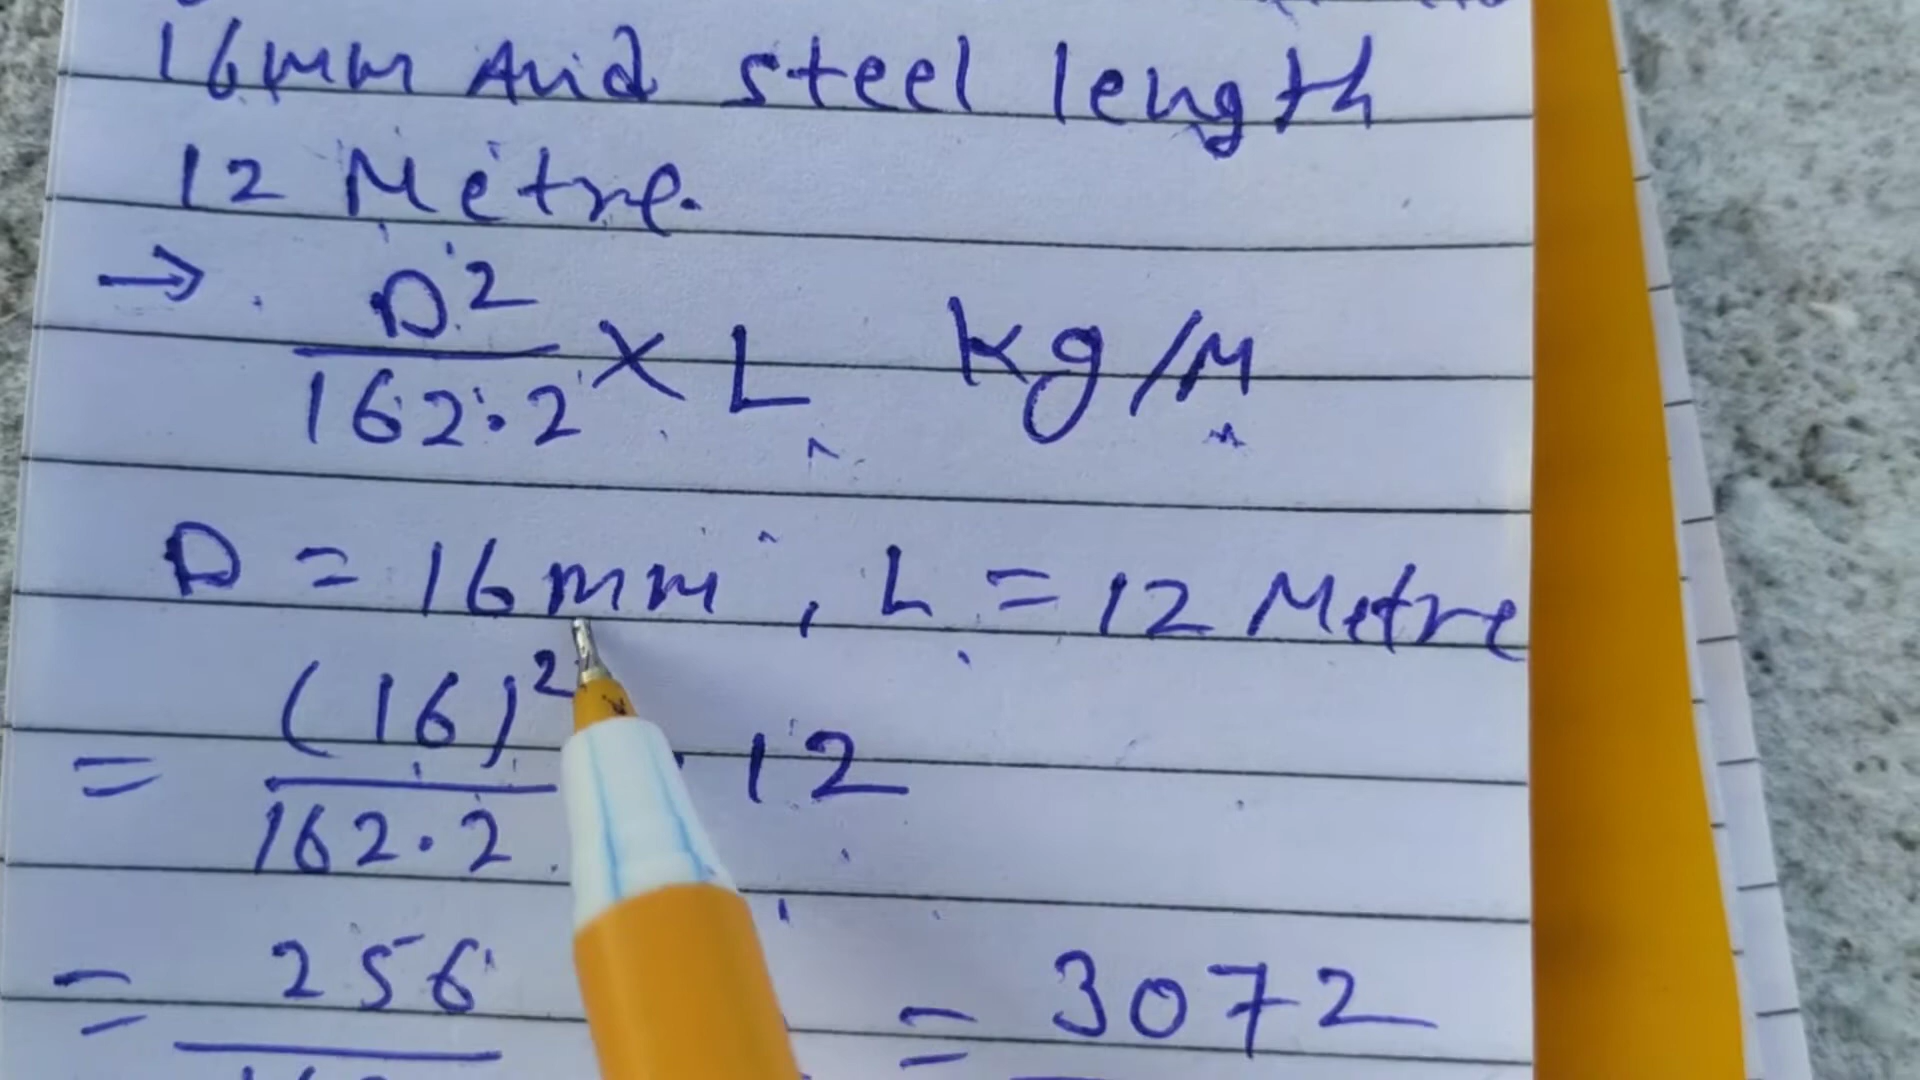 16mm And steel length
12 Metre.
→ D² / 162.2 × L kg/M
D = 16mm, L = 12 Metre
= (16)² / 162.2 12
= 256 = 3072